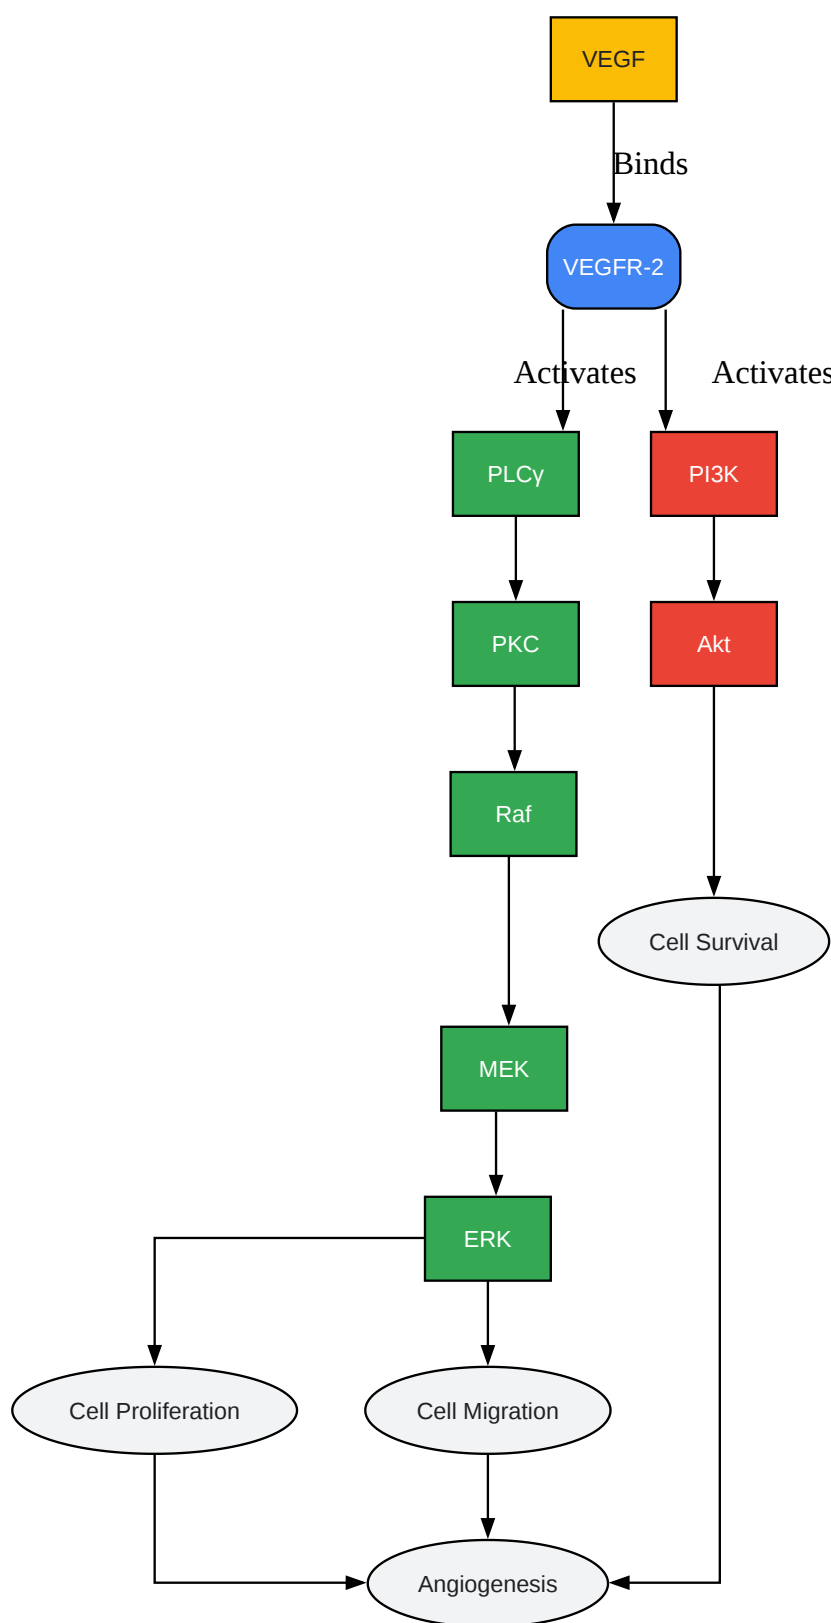 VEGF
Binds
VEGFR-2
Activates
Activates
PLCγ
PI3K
PKC
Akt
Raf
Cell Survival
MEK
ERK
Cell Proliferation
Cell Migration
Angiogenesis